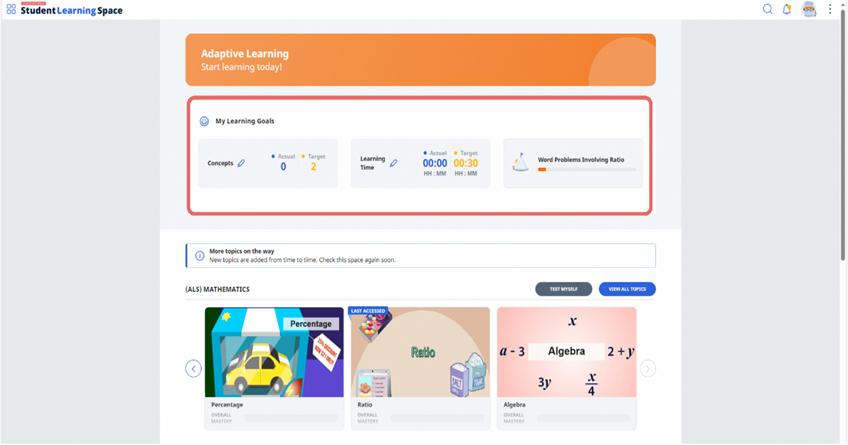 Student Learning Space
Adaptive Learning
Start learning today!
My Learning Goals
Concepts
Actual
Target
0
2
Learning
Time
Actual
Target
00:00
00:30
HH : MM
HH : MM
Word Problems Involving Ratio
More topics on the way
New topics are added from time to time. Check this space again soon.
(ALS) MATHEMATICS
TEST MYSELF
VIEW ALL TOPICS
Percentage
LAST ACCESSED
Ratio
x
a - 3
Algebra
2 + y
3y
x
4
Percentage
OVERALL
MASTERY
Ratio
OVERALL
MASTERY
Algebra
OVERALL
MASTERY